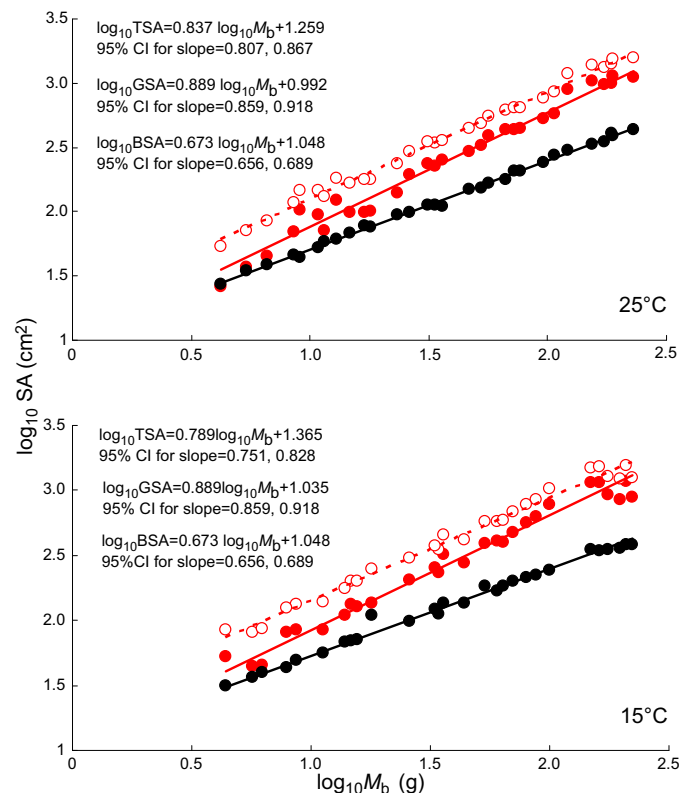 log₁₀TSA=0.837 log₁₀Mb+1.259
95% CI for slope=0.807, 0.867
log₁₀GSA=0.889 log₁₀Mb+0.992
95% CI for slope=0.859, 0.918
log₁₀BSA=0.673 log₁₀Mb+1.048
95% CI for slope=0.656, 0.689
3.5
3.0
2.5
2.0
1.5
1
25°C
0 0.5 1.0 1.5 2.0 2.5
log₁₀ SA (cm²)
log₁₀TSA=0.789log₁₀Mb+1.365
95% CI for slope=0.751, 0.828
log₁₀GSA=0.889log₁₀Mb+1.035
95% CI for slope=0.859, 0.918
log₁₀BSA=0.673 log₁₀Mb+1.048
95%CI for slope=0.656, 0.689
3.5
3.0
2.5
2.0
1.5
1
15°C
0 0.5 1.0 1.5 2.0 2.5
log₁₀Mb (g)